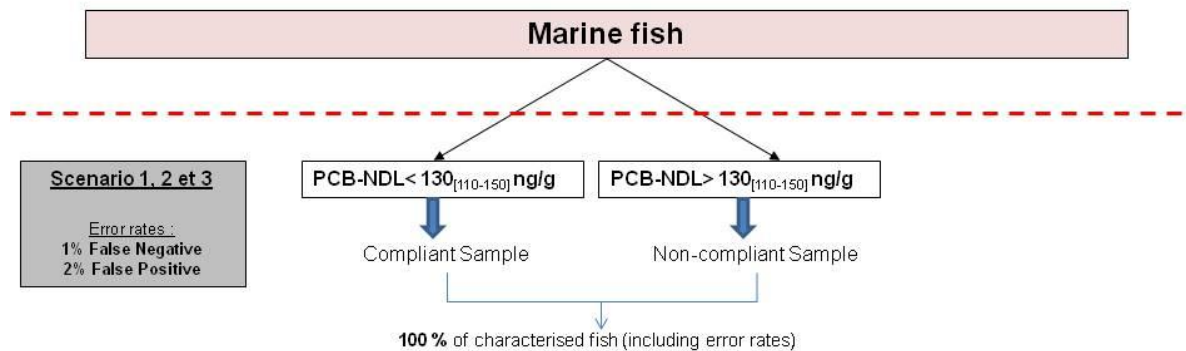 Marine fish
Scenario 1, 2 et 3
Error rates :
1% False Negative
2% False Positive
PCB-NDL< 130[110-150] ng/g
PCB-NDL> 130[110-150] ng/g
Compliant Sample
Non-compliant Sample
100 % of characterised fish (including error rates)